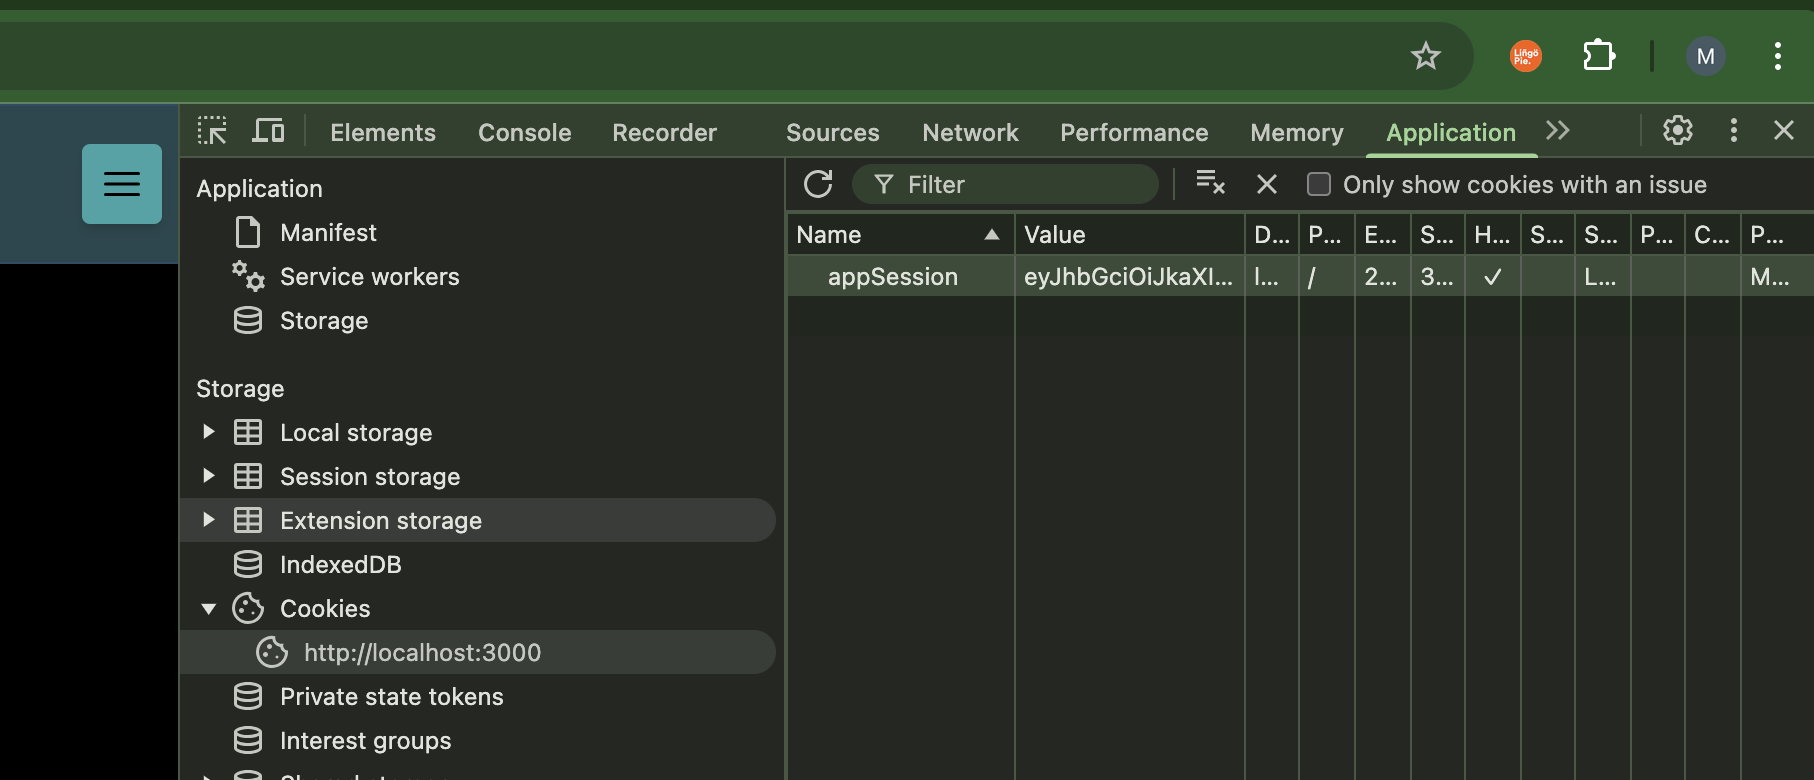 Liñgö
Pie.
M
Elements Console Recorder Sources Network Performance Memory Application
Application
Manifest
Service workers
Storage
Storage
Local storage
Session storage
Extension storage
IndexedDB
Cookies
http://localhost:3000
Private state tokens
Interest groups
Filter Only show cookies with an issue
Name Value D... P... E... S... H... S... S... P... C... P...
appSession eyJhbGciOiJkaXI... l... / 2... 3... ✓ L... M...